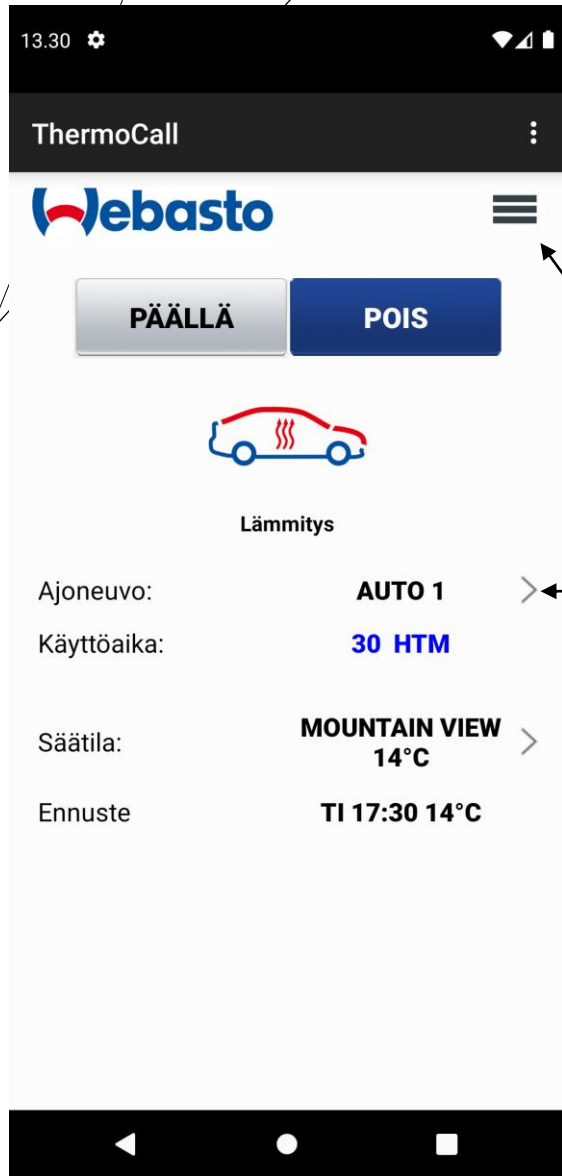 13.30
ThermoCall
Webasto
PÄÄLLÄ POIS
Lämmitys
Ajoneuvo: AUTO 1
Käyttöaika: 30 HTM
Säätila: MOUNTAIN VIEW
14°C
Ennuste TI 17:30 14°C